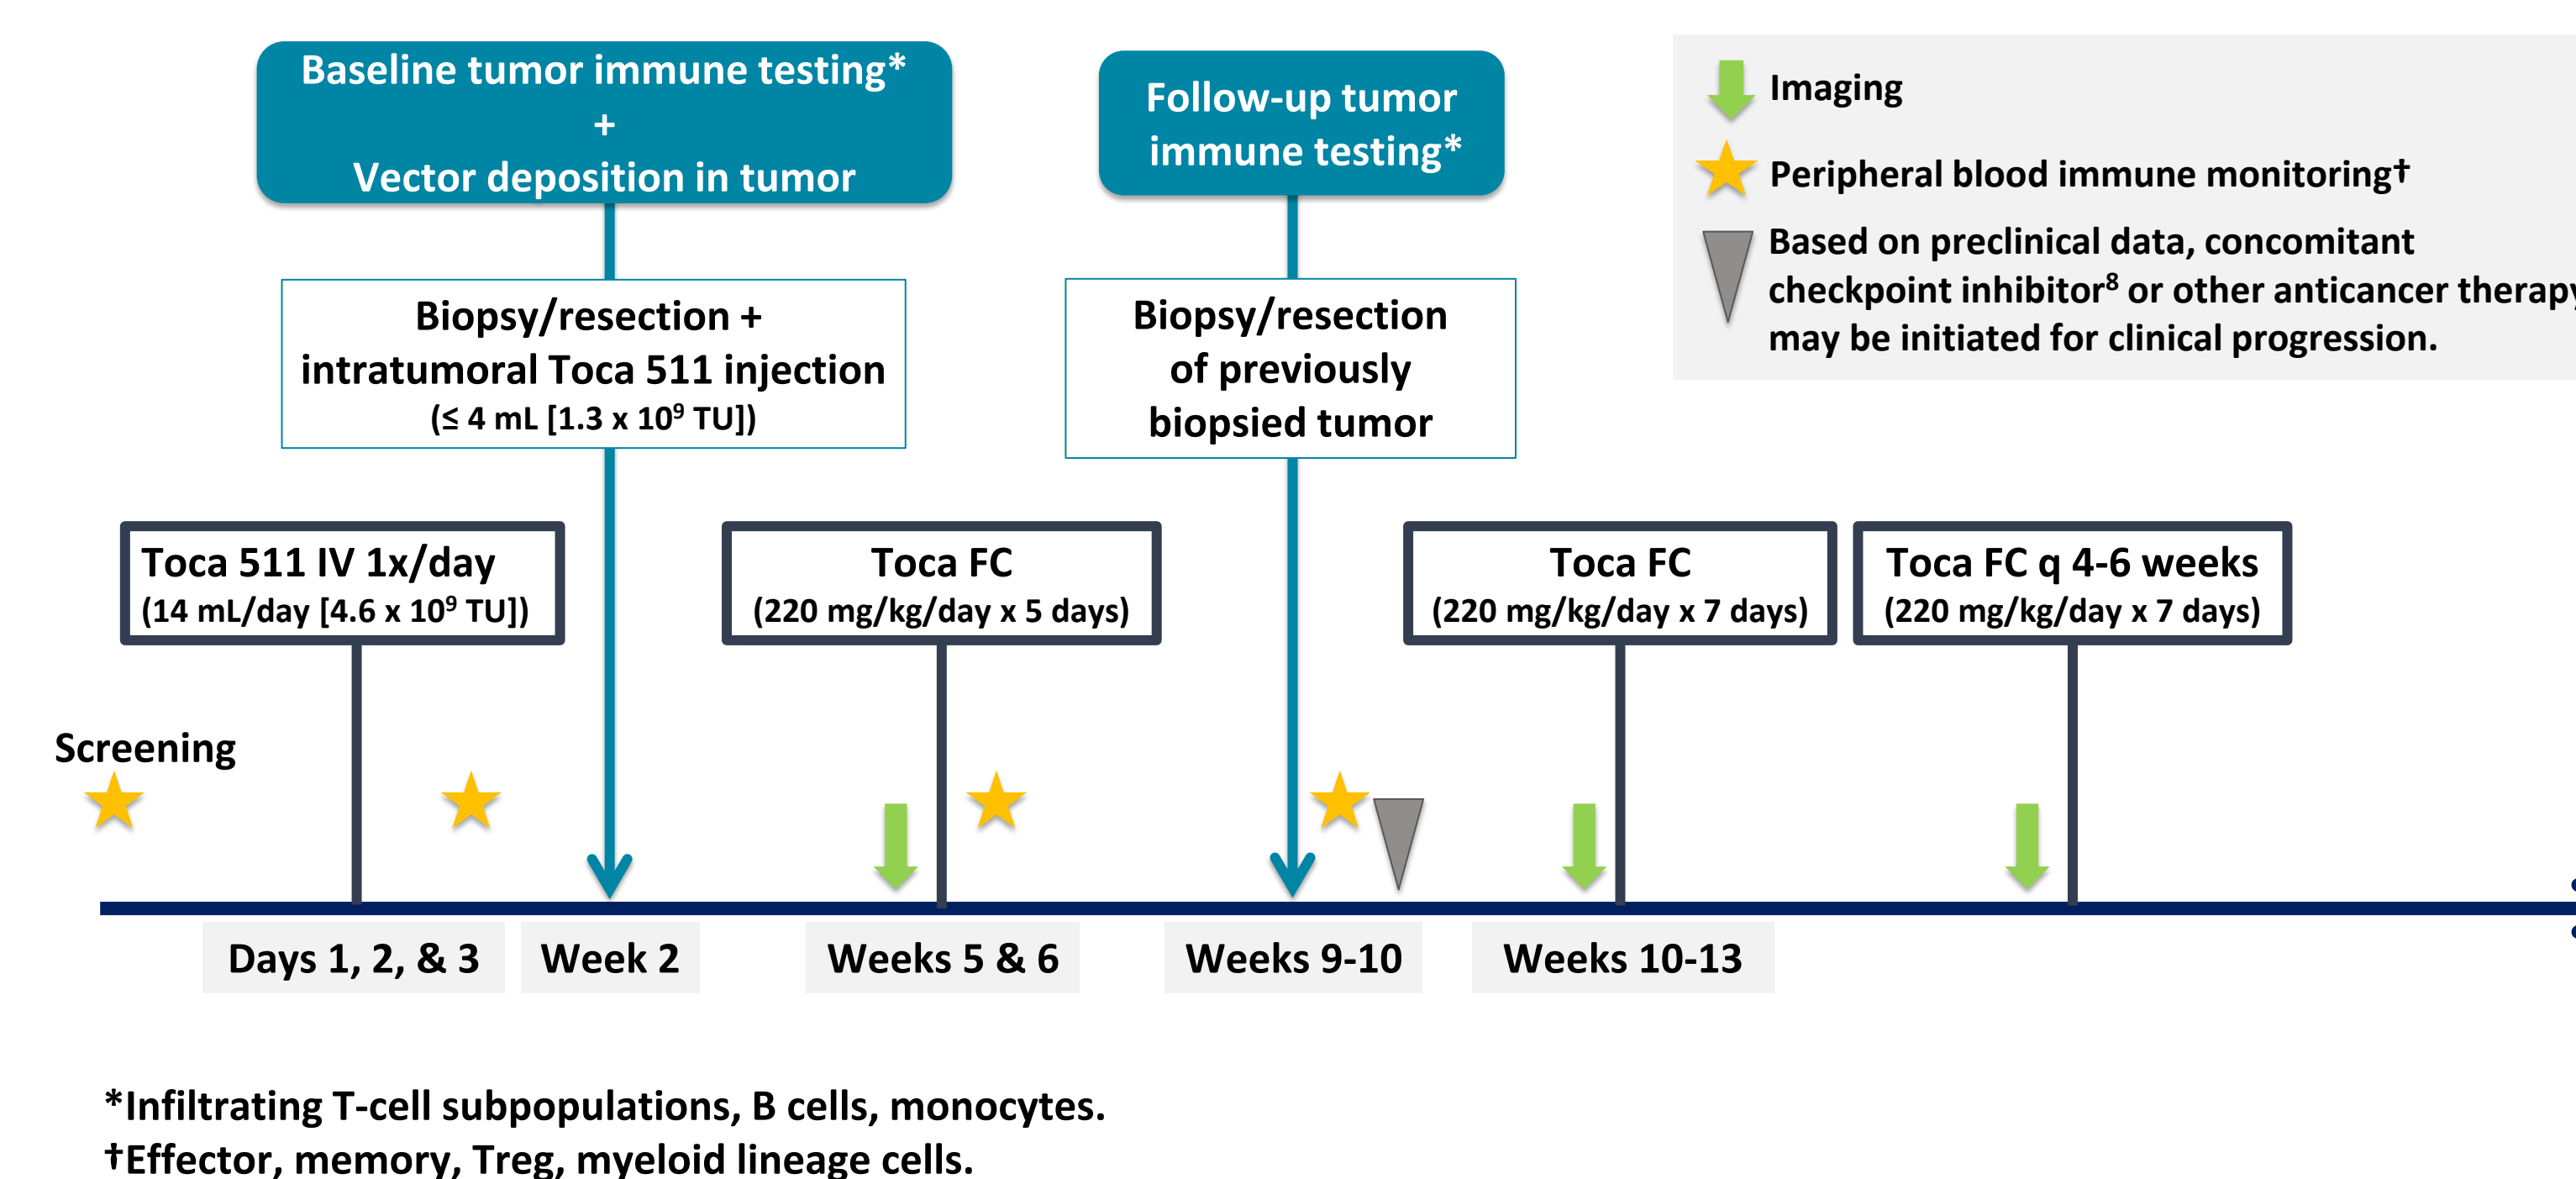 Baseline tumor immune testing*
+
Vector deposition in tumor
Follow-up tumor
immune testing*
Imaging
Peripheral blood immune monitoring†
Based on preclinical data, concomitant
checkpoint inhibitor⁸ or other anticancer therapy
may be initiated for clinical progression.
Biopsy/resection +
intratumoral Toca 511 injection
(≤ 4 mL [1.3 x 10⁹ TU])
Biopsy/resection
of previously
biopsied tumor
Toca 511 IV 1x/day
(14 mL/day [4.6 x 10⁹ TU])
Toca FC
(220 mg/kg/day x 5 days)
Toca FC
(220 mg/kg/day x 7 days)
Toca FC q 4-6 weeks
(220 mg/kg/day x 7 days)
Screening
Days 1, 2, & 3
Week 2
Weeks 5 & 6
Weeks 9-10
Weeks 10-13
*Infiltrating T-cell subpopulations, B cells, monocytes.
†Effector, memory, Treg, myeloid lineage cells.